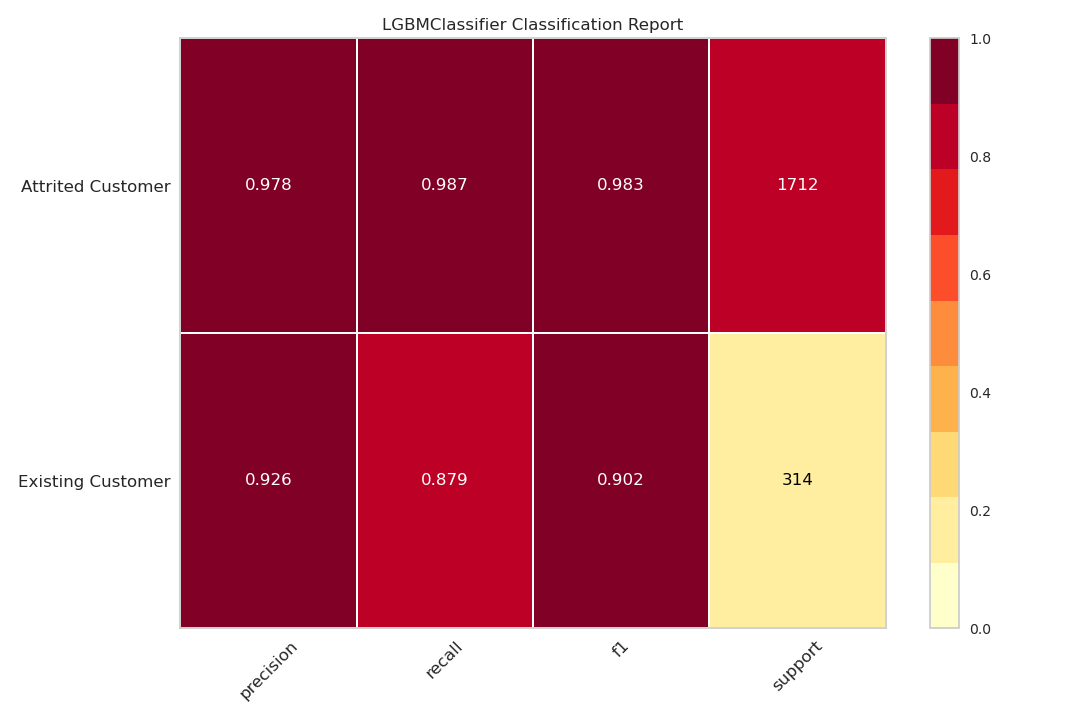 LGBMClassifier Classification Report
Attrited Customer 0.978 0.987 0.983 1712
Existing Customer 0.926 0.879 0.902 314
precision recall f1 support
1.0
0.8
0.6
0.4
0.2
0.0